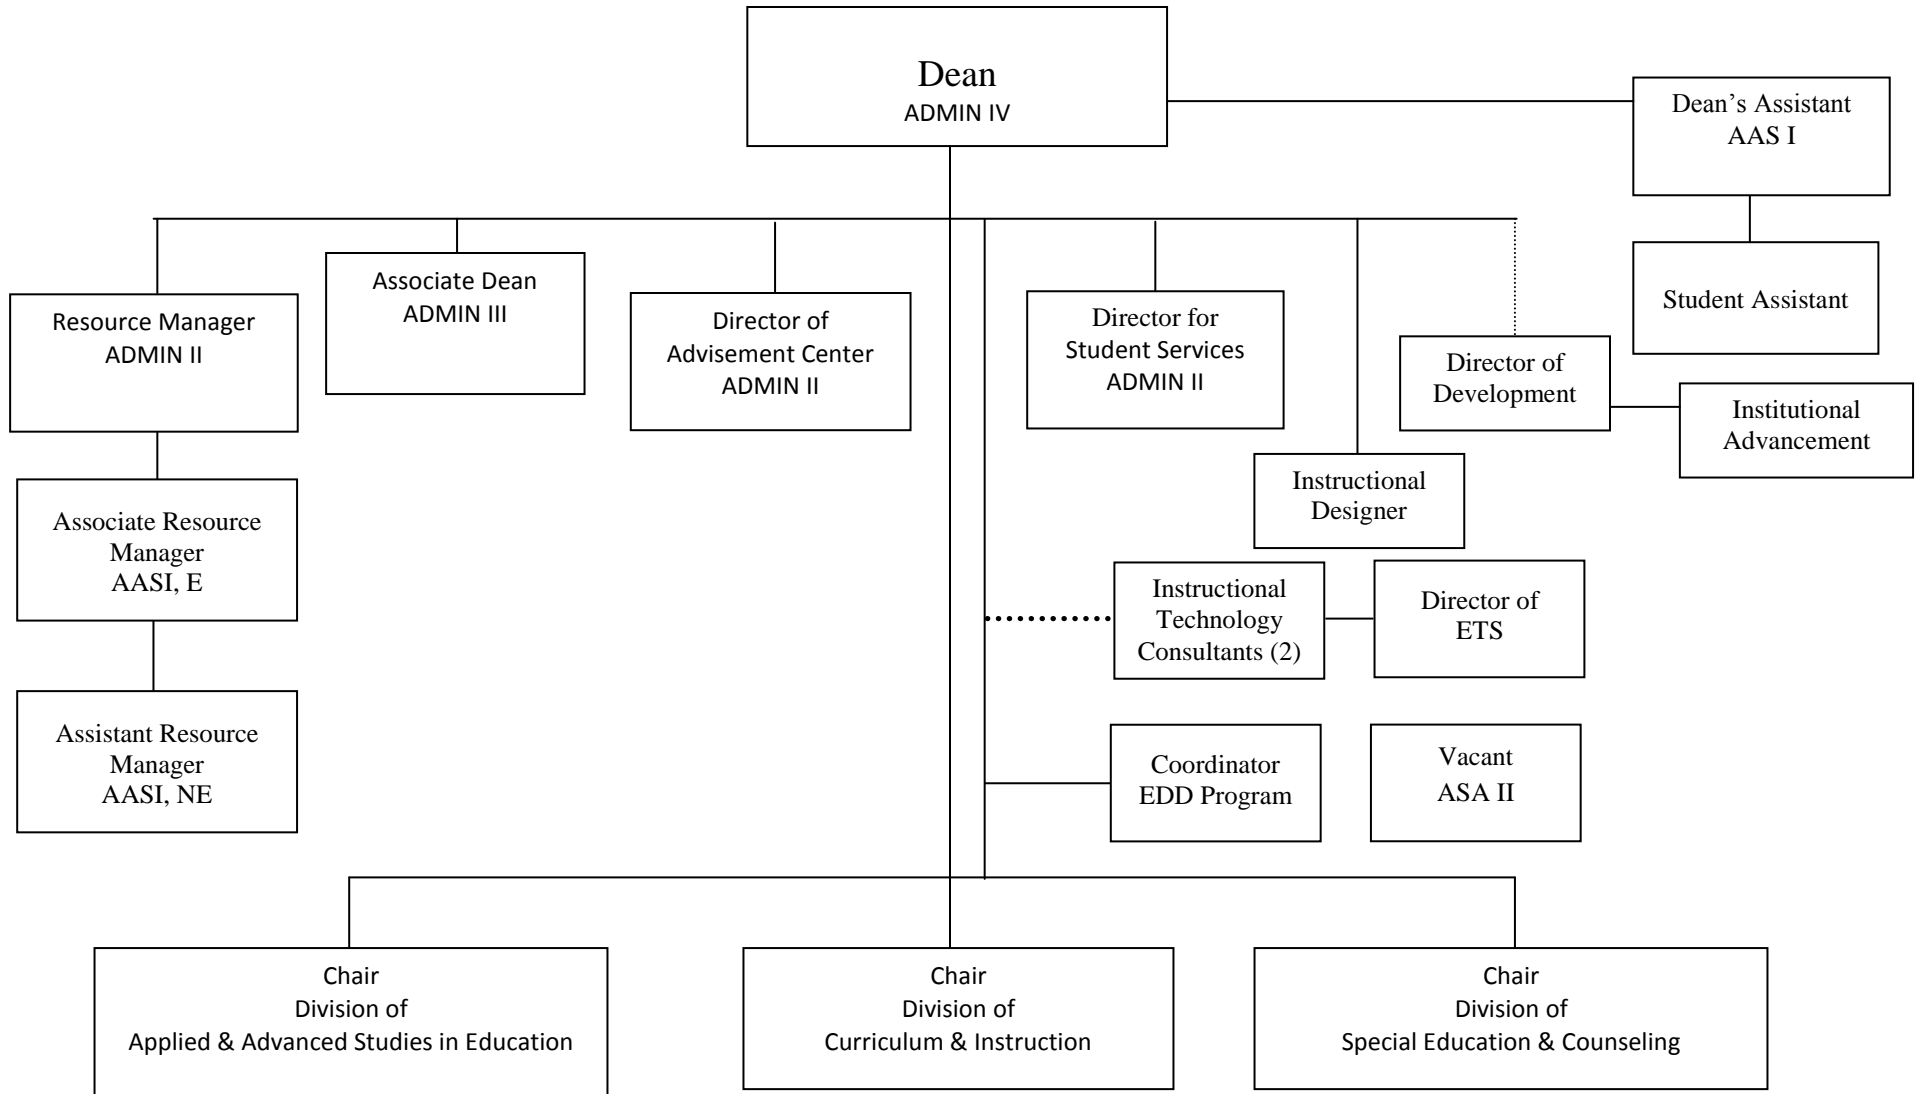 Dean
ADMIN IV
Dean’s Assistant
AAS I
Student Assistant
Resource Manager
ADMIN II
Associate Dean
ADMIN III
Director of
Advisement Center
ADMIN II
Director for
Student Services
ADMIN II
Director of
Development
Institutional
Advancement
Instructional
Designer
Associate Resource
Manager
AASI, E
Instructional
Technology
Consultants (2)
Director of
ETS
Assistant Resource
Manager
AASI, NE
Coordinator
EDD Program
Vacant
ASA II
Chair
Division of
Applied & Advanced Studies in Education
Chair
Division of
Curriculum & Instruction
Chair
Division of
Special Education & Counseling